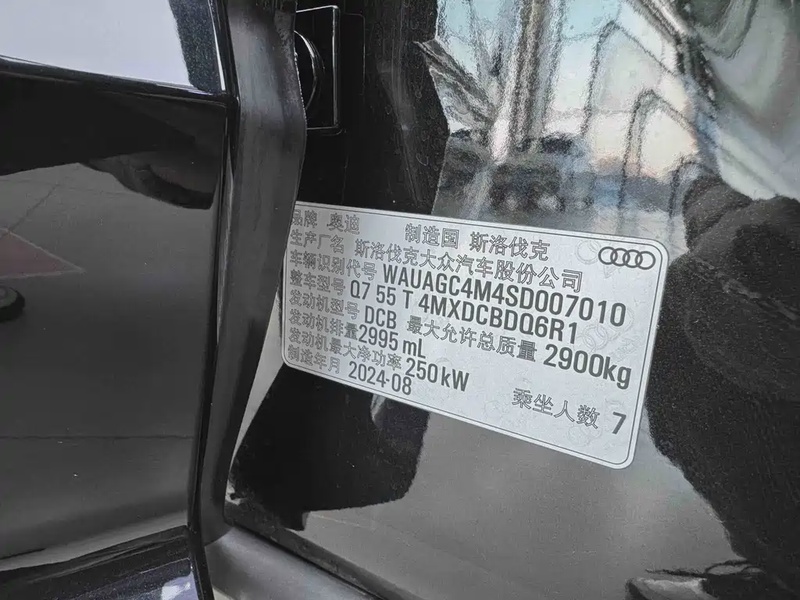 品牌 奥迪 制造国 斯洛伐克
生产厂名 斯洛伐克大众汽车股份公司
车辆识别代号 WAUAGC4M4SD007010
整车型号 Q7 55 T 4MXDCBDQ6R1
发动机型号 DCB 最大允许总质量 2900kg
发动机排量 2995 mL
发动机最大净功率 250 kW
制造年月 2024-08 乘坐人数 7